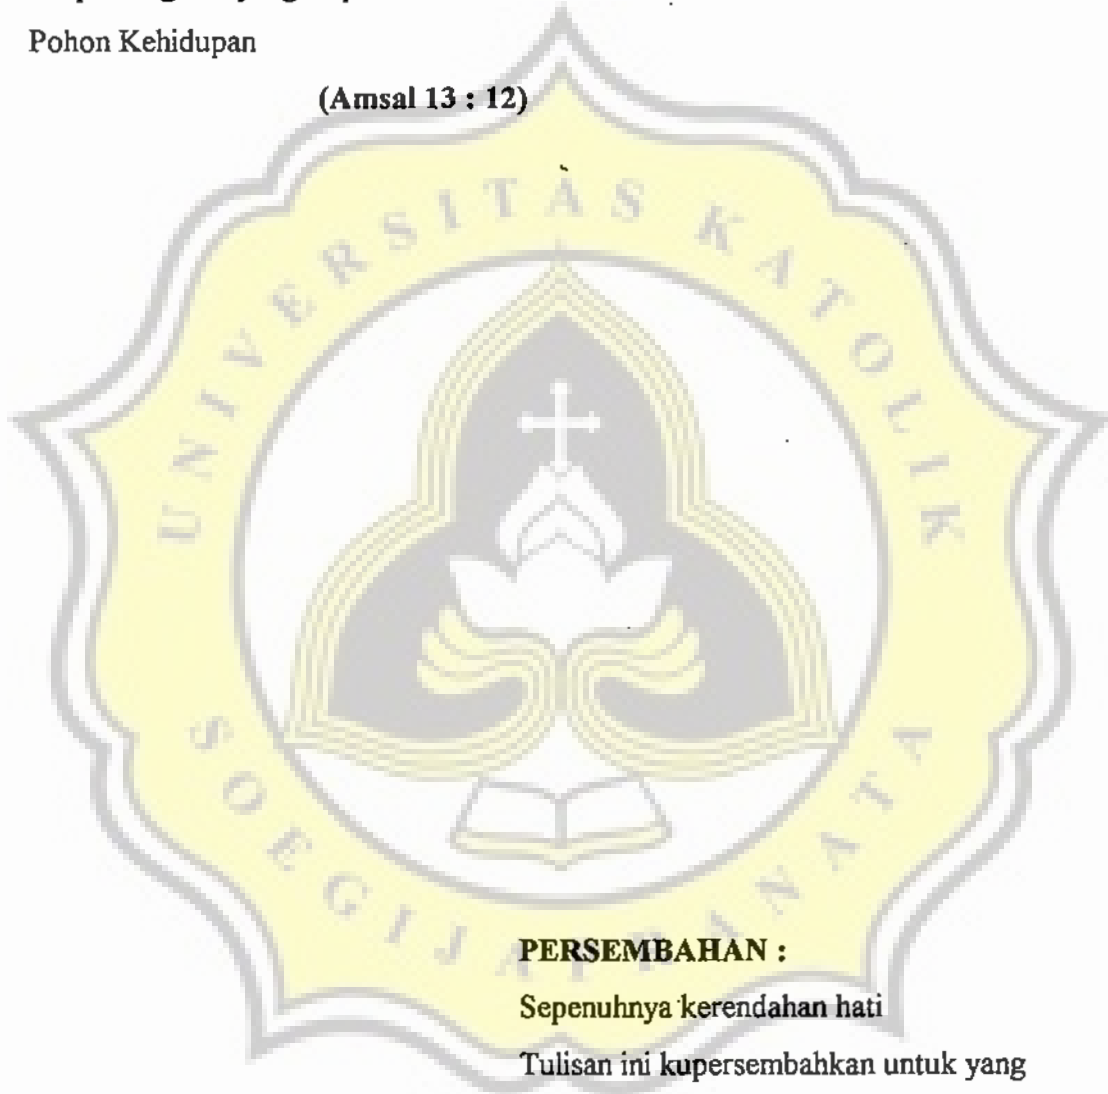 Pohon Kehidupan
(Amsal 13 : 12)
UNIVERSITAS KATOLIK
SOEGIJAPRANATA
PERSEMBAHAN :
Sepenuhnya kerendahan hati
Tulisan ini kupersembahkan untuk yang